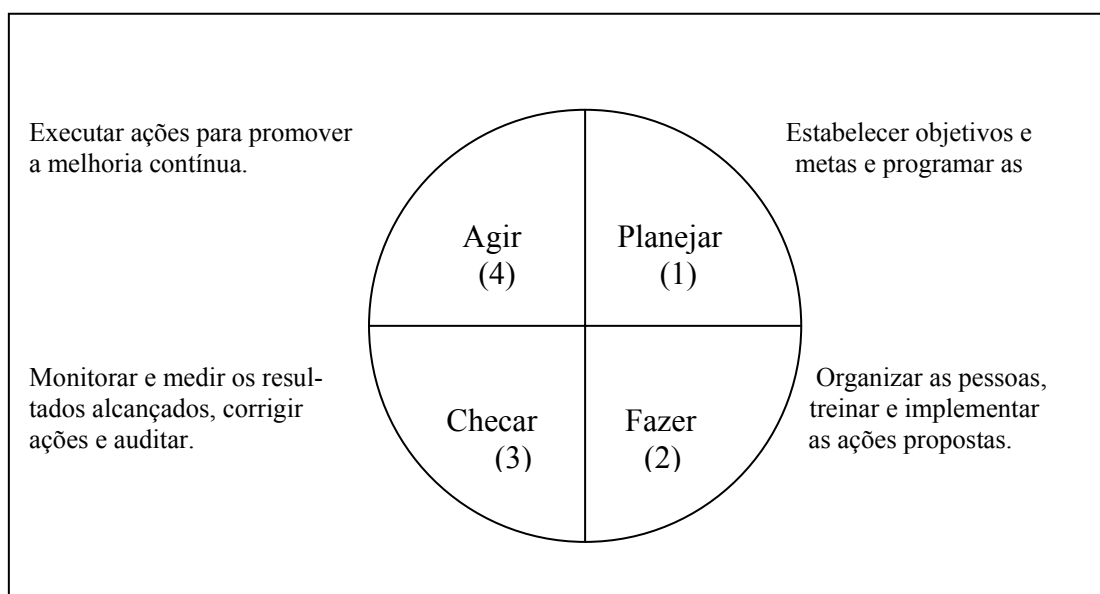 Executar ações para promover
a melhoria contínua.
Estabelecer objetivos e
metas e programar as
Agir
(4)
Planejar
(1)
Monitorar e medir os resul-
tados alcançados, corrigir
ações e auditar.
Checar
(3)
Fazer
(2)
Organizar as pessoas,
treinar e implementar
as ações propostas.